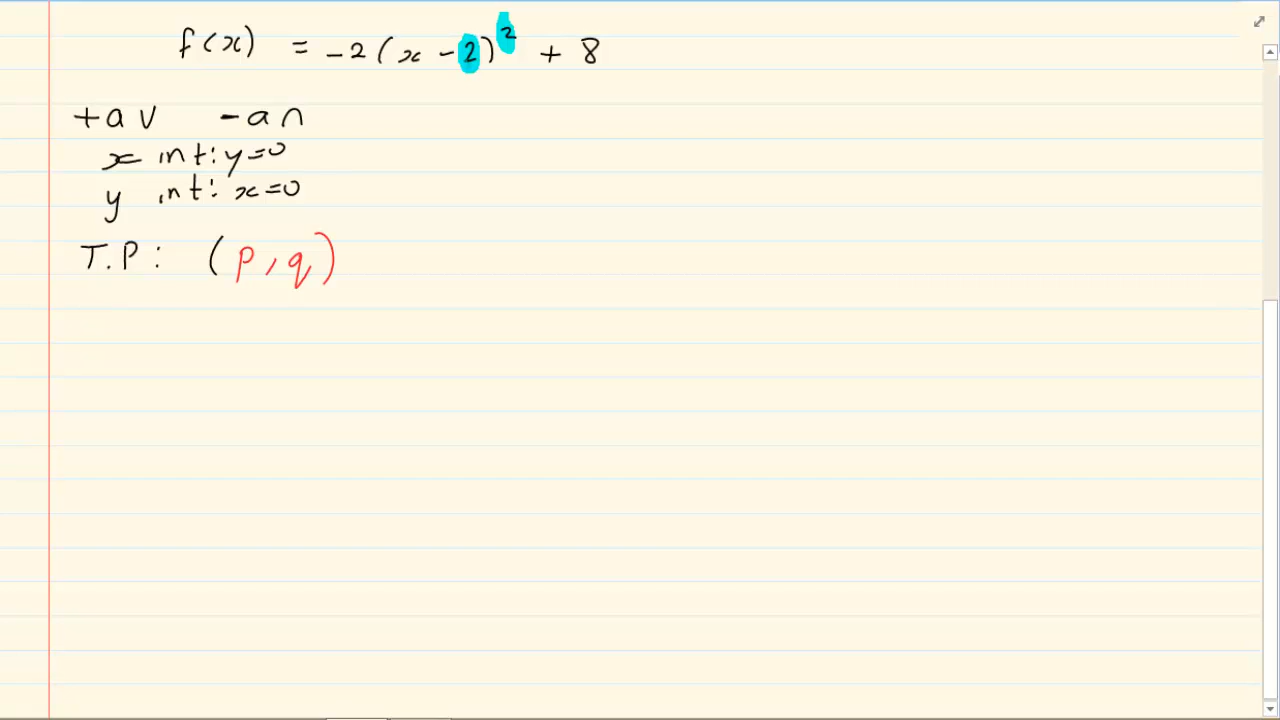 f(x) = -2(x - 2)² + 8
+a ∪ -a ∩
x int: y=0
y int: x=0
T.P: (p, q)